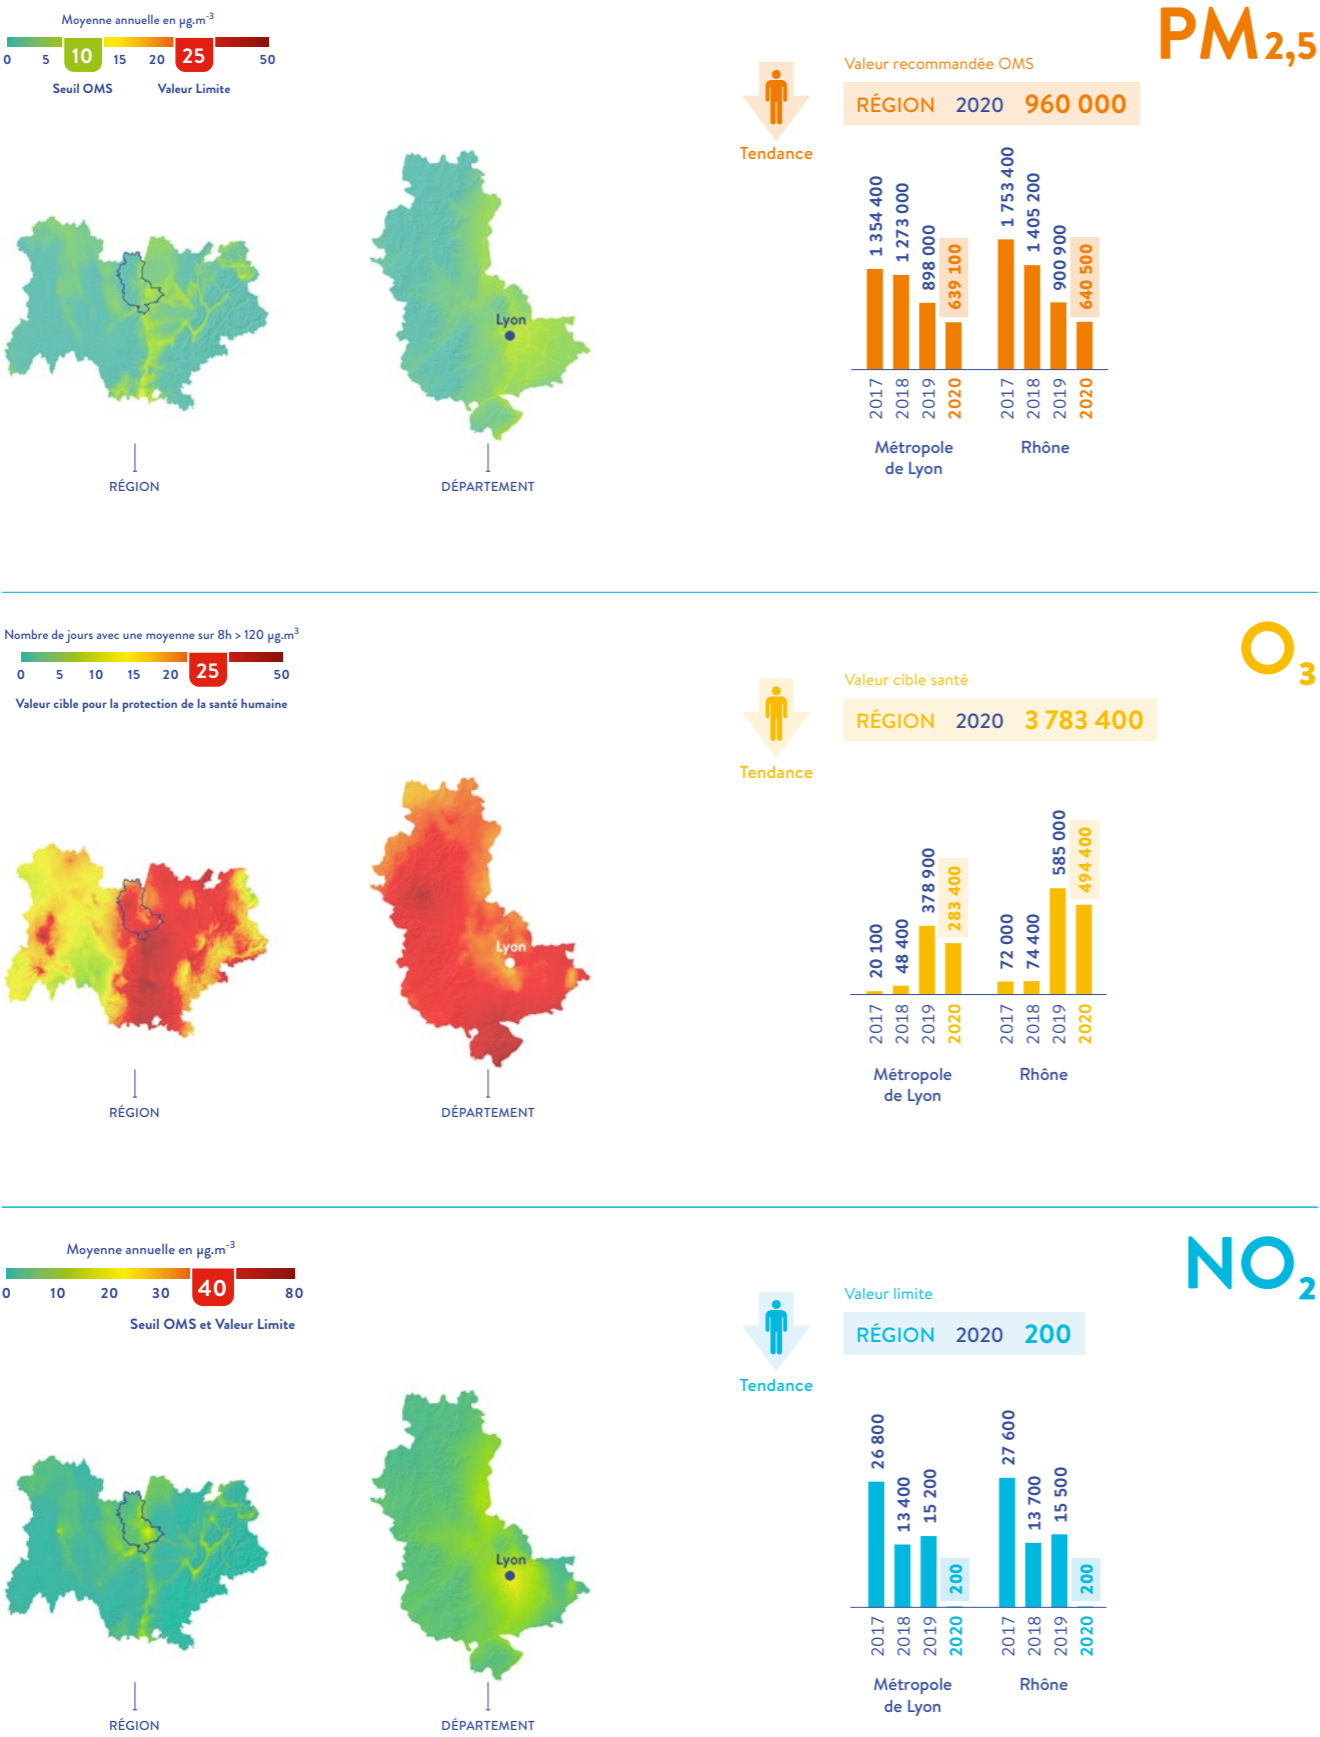 Moyenne annuelle en µg.m-3
0 5 10 15 20 25 50
Seuil OMS Valeur Limite
PM2,5
Valeur recommandée OMS
RÉGION 2020 960 000
Tendance
Lyon
RÉGION
DÉPARTEMENT
1 354 400
1 273 000
898 000
639 100
1 753 400
1 405 200
900 900
640 500
2017 2018 2019 2020 2017 2018 2019 2020
Métropole Rhône
de Lyon
Nombre de jours avec une moyenne sur 8h > 120 µg.m3
0 5 10 15 20 25 50
Valeur cible pour la protection de la santé humaine
O3
Valeur cible santé
RÉGION 2020 3 783 400
Tendance
Lyon
RÉGION
DÉPARTEMENT
20 100
48 400
378 900
283 400
72 000
74 400
585 000
494 400
2017 2018 2019 2020 2017 2018 2019 2020
Métropole Rhône
de Lyon
Moyenne annuelle en µg.m-3
0 10 20 30 40 80
Seuil OMS et Valeur Limite
NO2
Valeur limite
RÉGION 2020 200
Tendance
Lyon
RÉGION
DÉPARTEMENT
26 800
13 400
15 200
200
27 600
13 700
15 500
200
2017 2018 2019 2020 2017 2018 2019 2020
Métropole Rhône
de Lyon